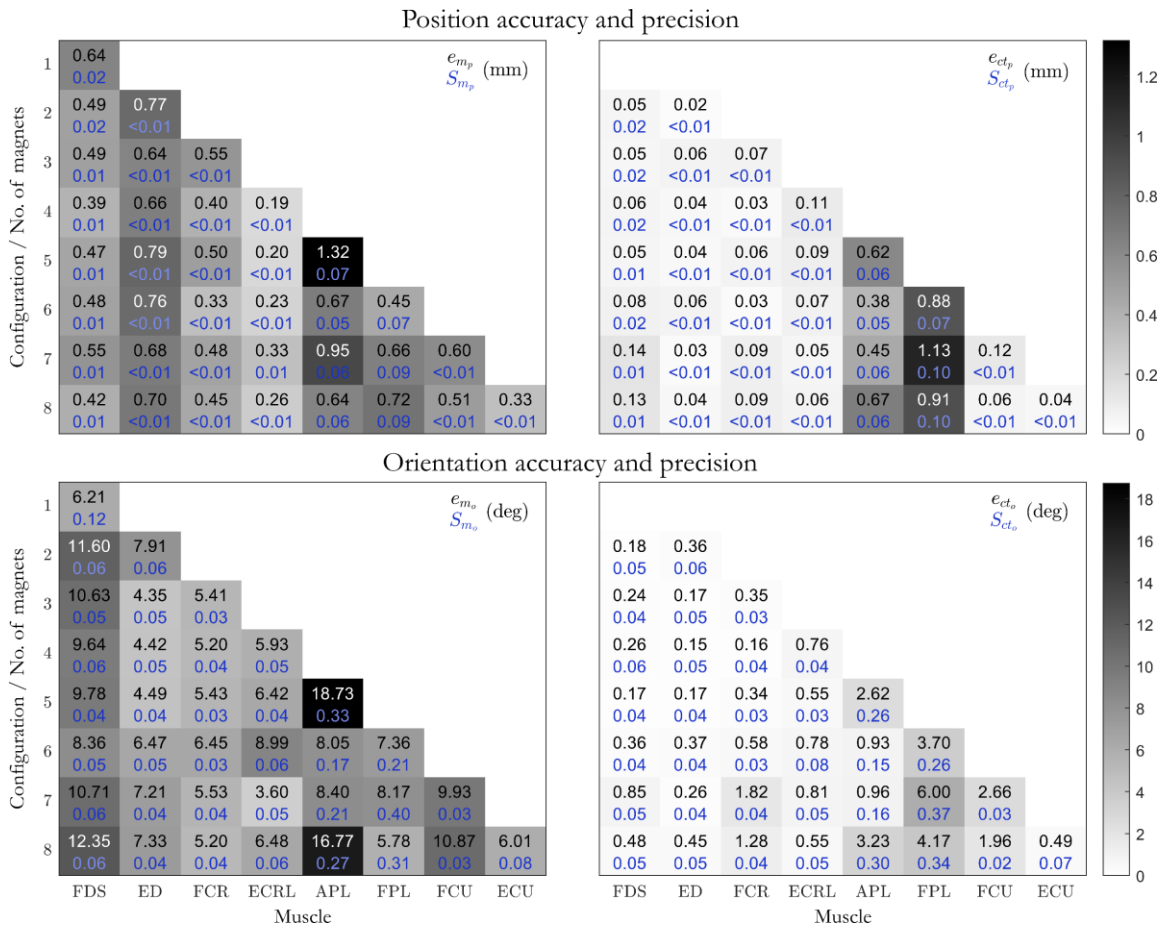 Position accuracy and precision
Configuration / No. of magnets
e_{m_p} (mm)
S_{m_p}
1 0.64
0.02
2 0.49 0.77
0.02 <0.01
3 0.49 0.64 0.55
0.01 <0.01 <0.01
4 0.39 0.66 0.40 0.19
0.01 <0.01 <0.01 <0.01
5 0.47 0.79 0.50 0.20 1.32
0.01 <0.01 <0.01 <0.01 0.07
6 0.48 0.76 0.33 0.23 0.67 0.45
0.01 <0.01 <0.01 <0.01 0.05 0.07
7 0.55 0.68 0.48 0.33 0.95 0.66 0.60
0.01 <0.01 <0.01 0.01 0.06 0.09 <0.01
8 0.42 0.70 0.45 0.26 0.64 0.72 0.51 0.33
0.01 <0.01 <0.01 <0.01 0.06 0.09 <0.01 <0.01
e_{ct_p} (mm)
S_{ct_p}
0.05 0.02
0.02 <0.01
0.05 0.06 0.07
0.02 <0.01 <0.01
0.06 0.04 0.03 0.11
0.02 <0.01 <0.01 <0.01
0.05 0.04 0.06 0.09 0.62
0.01 <0.01 <0.01 <0.01 0.06
0.08 0.06 0.03 0.07 0.38 0.88
0.02 <0.01 <0.01 <0.01 0.05 0.07
0.14 0.03 0.09 0.05 0.45 1.13 0.12
0.01 <0.01 <0.01 <0.01 0.06 0.10 <0.01
0.13 0.04 0.09 0.06 0.67 0.91 0.06 0.04
0.01 <0.01 <0.01 <0.01 0.06 0.10 <0.01 <0.01
1.2
1
0.8
0.6
0.4
0.2
0
Orientation accuracy and precision
Configuration / No. of magnets
e_{m_o} (deg)
S_{m_o}
1 6.21
0.12
2 11.60 7.91
0.06 0.06
3 10.63 4.35 5.41
0.05 0.05 0.03
4 9.64 4.42 5.20 5.93
0.06 0.05 0.04 0.05
5 9.78 4.49 5.43 6.42 18.73
0.04 0.04 0.03 0.04 0.33
6 8.36 6.47 6.45 8.99 8.05 7.36
0.05 0.05 0.03 0.06 0.17 0.21
7 10.71 7.21 5.53 3.60 8.40 8.17 9.93
0.06 0.04 0.04 0.05 0.21 0.40 0.03
8 12.35 7.33 5.20 6.48 16.77 5.78 10.87 6.01
0.06 0.04 0.04 0.06 0.27 0.31 0.03 0.08
FDS ED FCR ECRL APL FPL FCU ECU
Muscle
e_{ct_o} (deg)
S_{ct_o}
0.18 0.36
0.05 0.06
0.24 0.17 0.35
0.04 0.05 0.03
0.26 0.15 0.16 0.76
0.06 0.05 0.04 0.04
0.17 0.17 0.34 0.55 2.62
0.04 0.04 0.03 0.03 0.26
0.36 0.37 0.58 0.78 0.93 3.70
0.04 0.04 0.03 0.08 0.15 0.26
0.85 0.26 1.82 0.81 0.96 6.00 2.66
0.05 0.04 0.04 0.04 0.16 0.37 0.03
0.48 0.45 1.28 0.55 3.23 4.17 1.96 0.49
0.05 0.05 0.04 0.05 0.30 0.34 0.02 0.07
FDS ED FCR ECRL APL FPL FCU ECU
Muscle
18
16
14
12
10
8
6
4
2
0